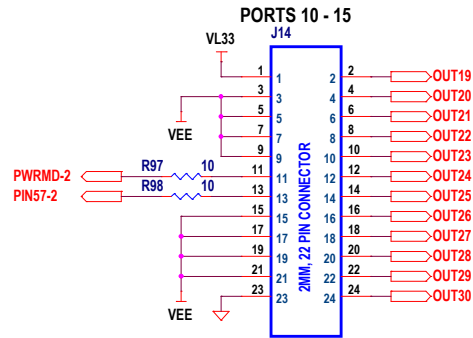 PORTS 10 - 15
J14
VL33
1 1 2 2 OUT19
3 3 4 4 OUT20
5 5 6 6 OUT21
VEE 7 7 8 8 OUT22
9 9 10 10 OUT23
PWRMD-2 R97 10 11 11 12 12 OUT24
PIN57-2 R98 10 13 13 14 14 OUT25
15 15 16 16 OUT26
17 17 18 18 OUT27
19 19 20 20 OUT28
21 21 22 22 OUT29
VEE 23 23 24 24 OUT30
2MM, 22 PIN CONNECTOR